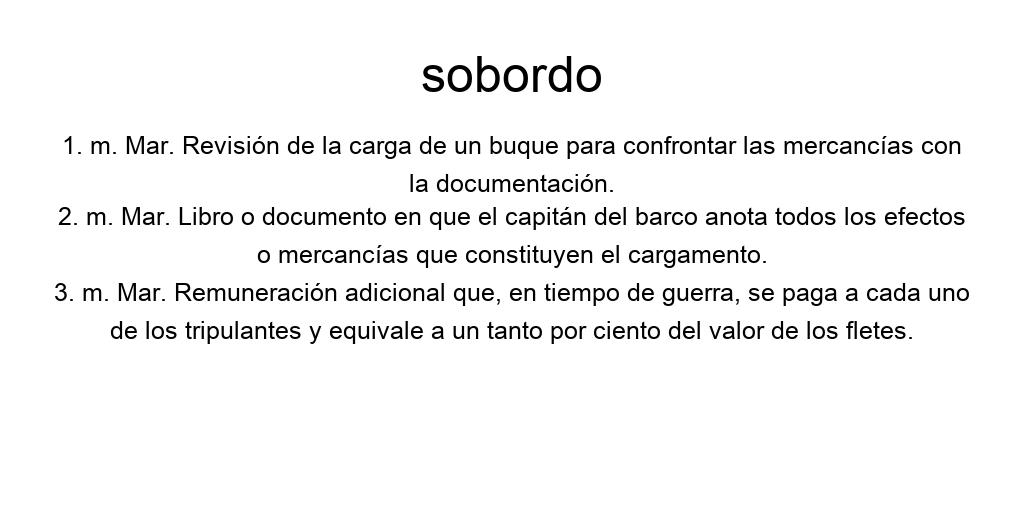 sobordo
1. m. Mar. Revisión de la carga de un buque para confrontar las mercancías con
la documentación.
2. m. Mar. Libro o documento en que el capitán del barco anota todos los efectos
o mercancías que constituyen el cargamento.
3. m. Mar. Remuneración adicional que, en tiempo de guerra, se paga a cada uno
de los tripulantes y equivale a un tanto por ciento del valor de los fletes.